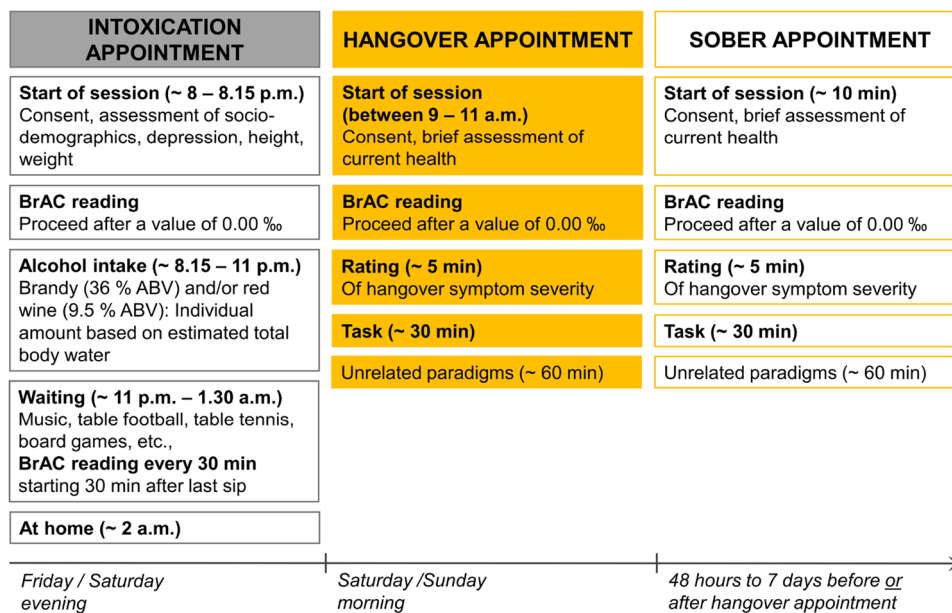 INTOXICATION
APPOINTMENT
Start of session (~ 8 – 8.15 p.m.)
Consent, assessment of socio-
demographics, depression, height,
weight
BrAC reading
Proceed after a value of 0.00 ‰
Alcohol intake (~ 8.15 – 11 p.m.)
Brandy (36 % ABV) and/or red
wine (9.5 % ABV): Individual
amount based on estimated total
body water
Waiting (~ 11 p.m. – 1.30 a.m.)
Music, table football, table tennis,
board games, etc.,
BrAC reading every 30 min
starting 30 min after last sip
At home (~ 2 a.m.)
Friday / Saturday
evening
HANGOVER APPOINTMENT
Start of session
(between 9 – 11 a.m.)
Consent, brief assessment of
current health
BrAC reading
Proceed after a value of 0.00 ‰
Rating (~ 5 min)
Of hangover symptom severity
Task (~ 30 min)
Unrelated paradigms (~ 60 min)
Saturday /Sunday
morning
SOBER APPOINTMENT
Start of session (~ 10 min)
Consent, brief assessment of
current health
BrAC reading
Proceed after a value of 0.00 ‰
Rating (~ 5 min)
Of hangover symptom severity
Task (~ 30 min)
Unrelated paradigms (~ 60 min)
48 hours to 7 days before or
after hangover appointment